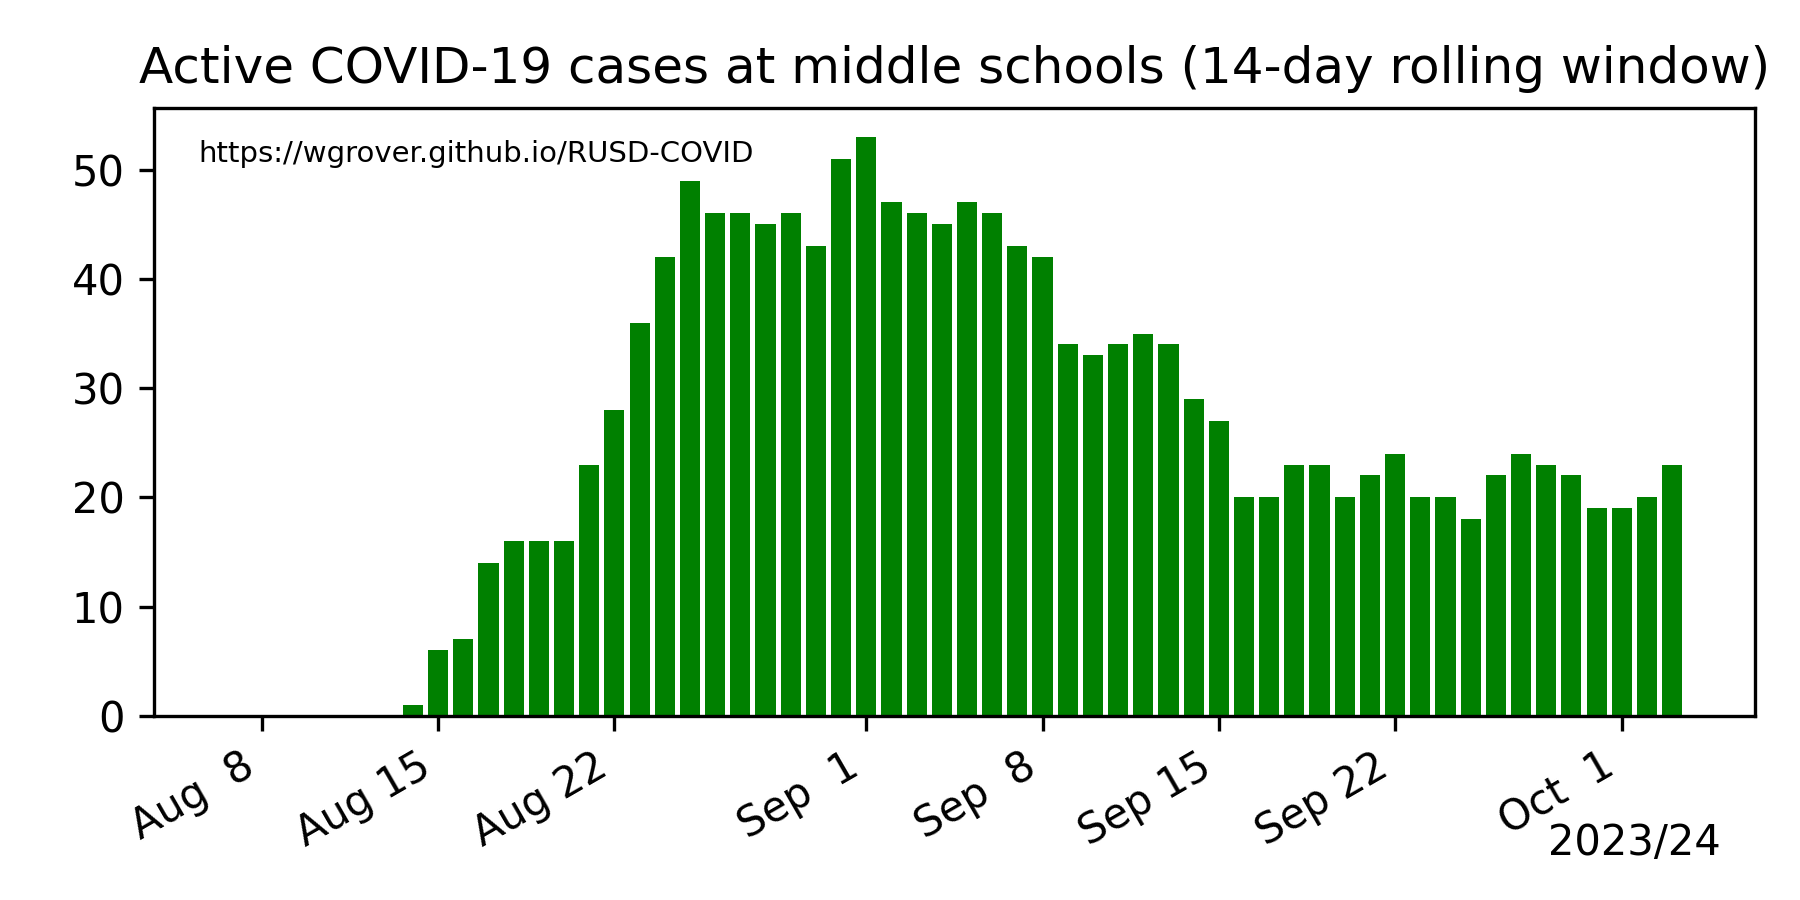 Active COVID-19 cases at middle schools (14-day rolling window)
https://wgrover.github.io/RUSD-COVID
50
40
30
20
10
0
Aug 8
Aug 15
Aug 22
Sep 1
Sep 8
Sep 15
Sep 22
Oct 1
2023/24